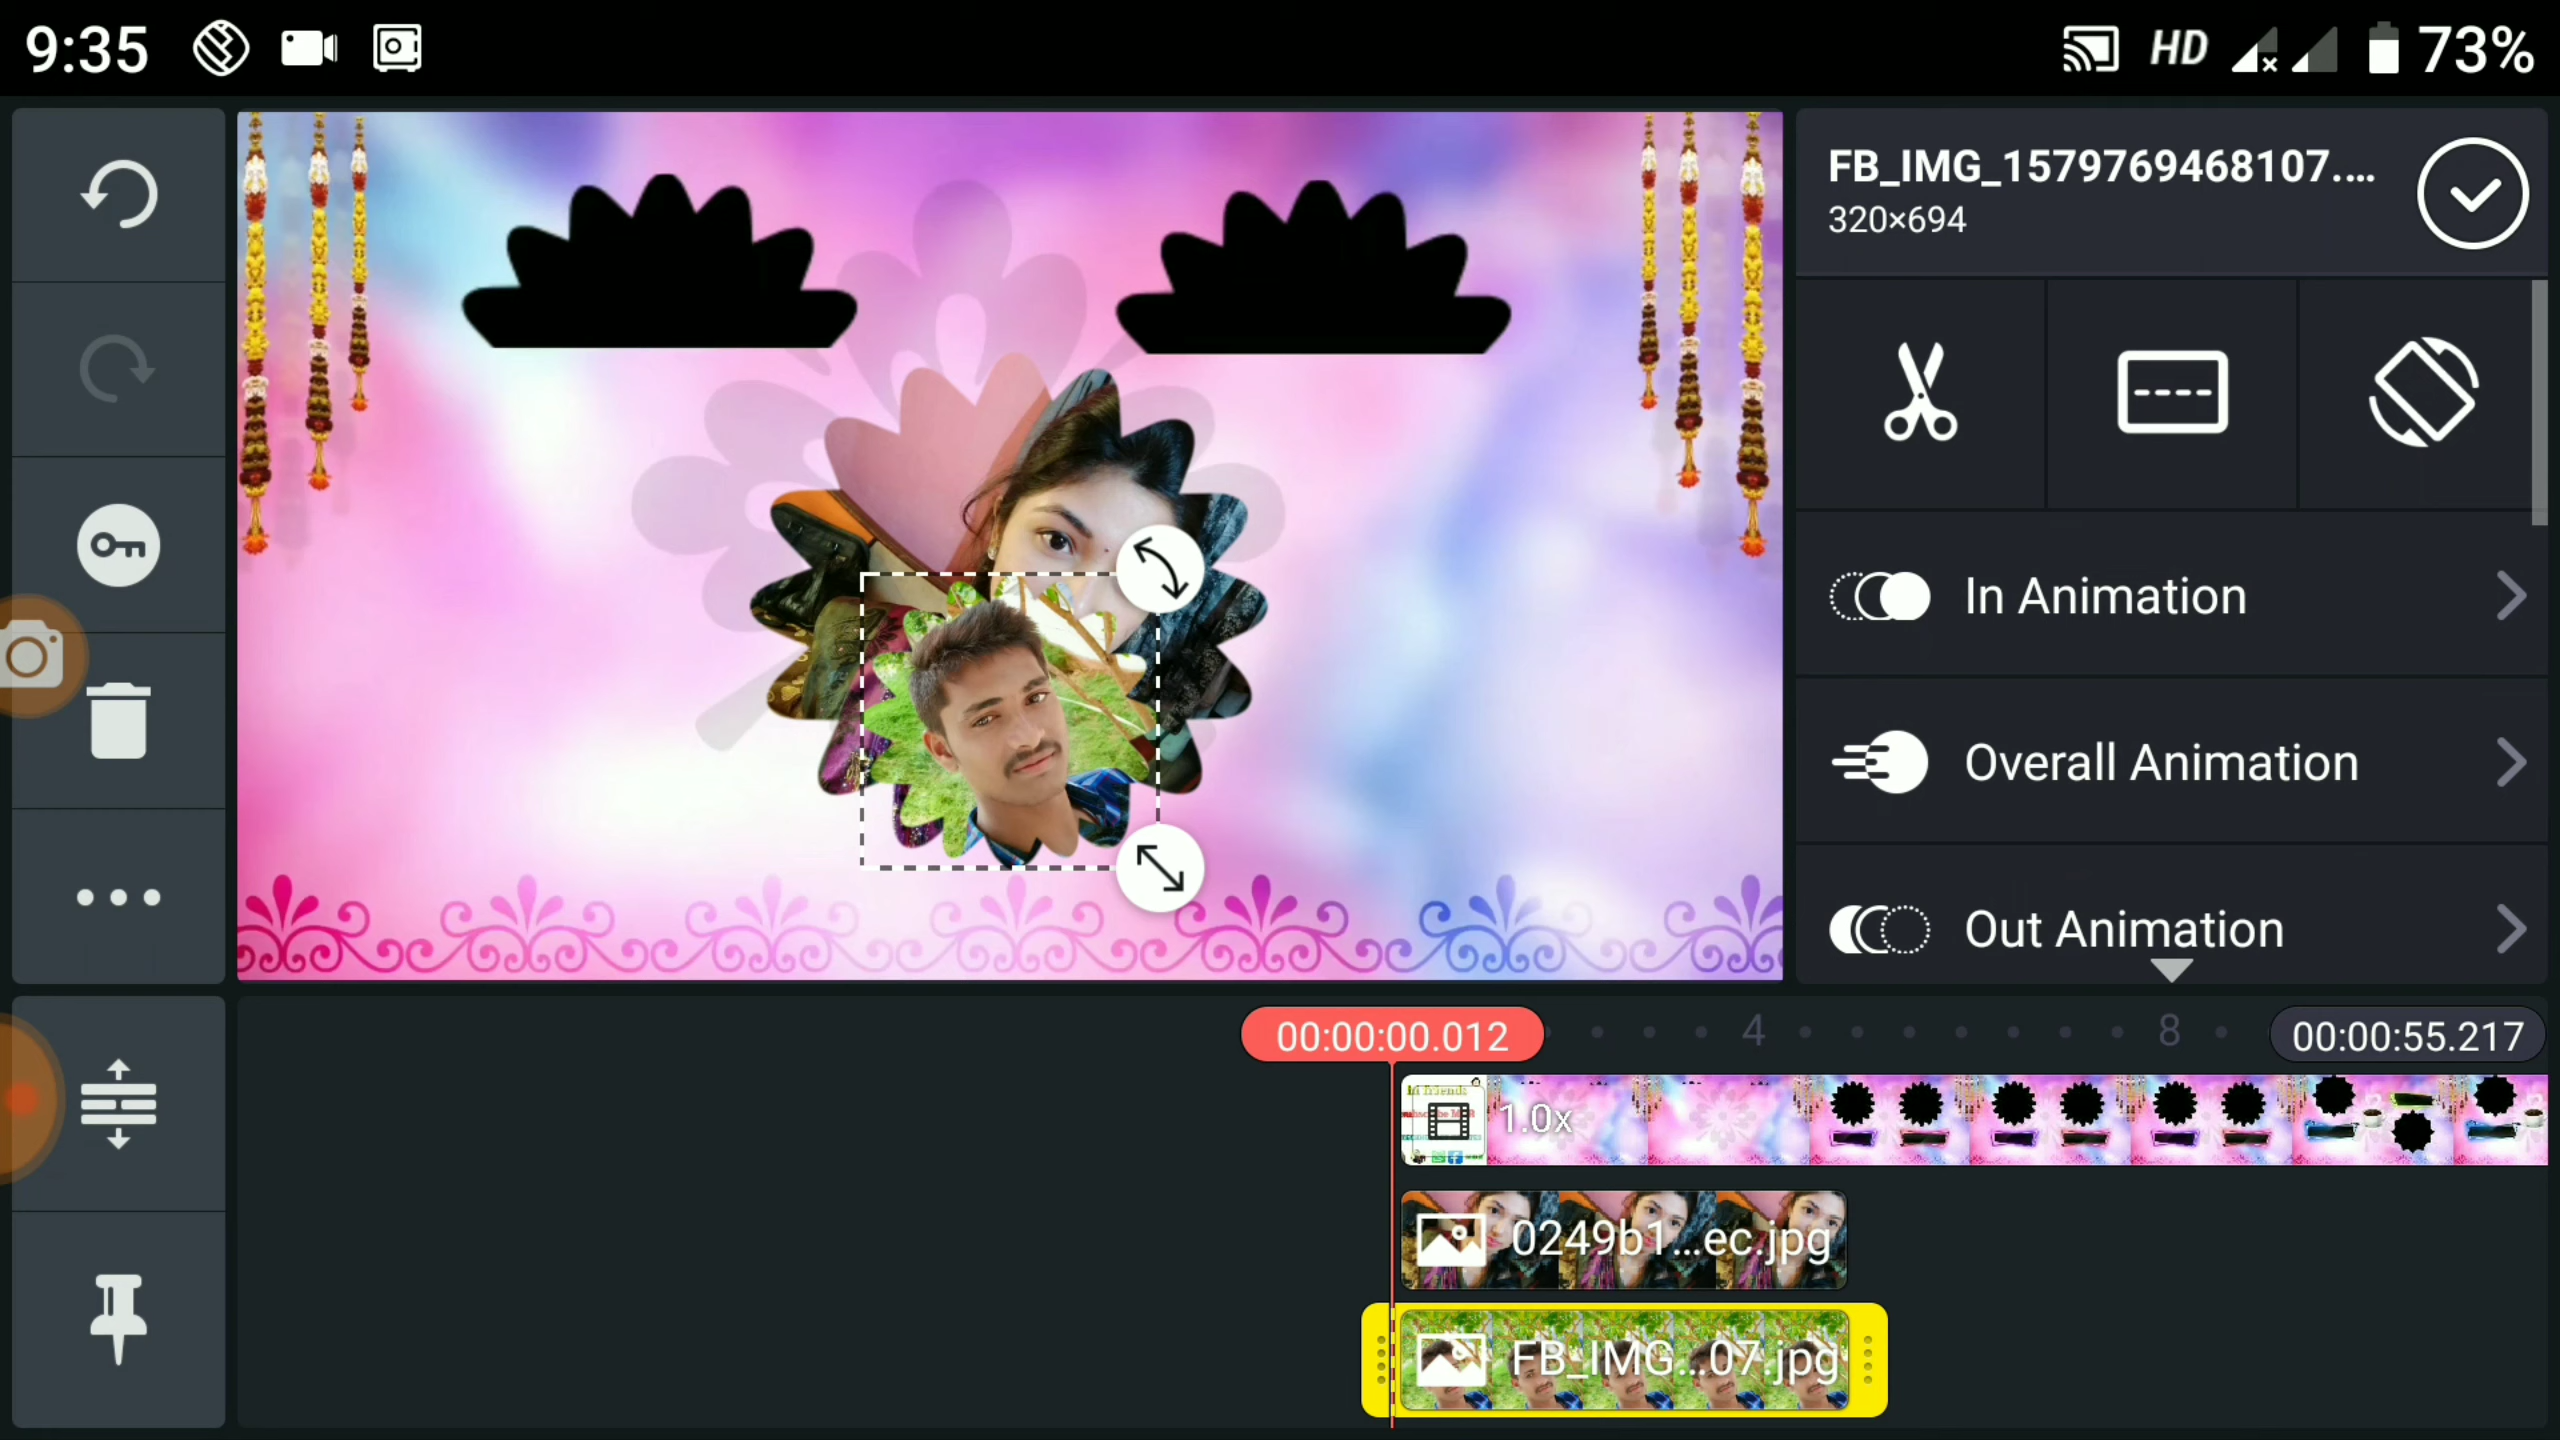 9:35
HD
73%
FB_IMG_1579769468107....
320×694
In Animation
Overall Animation
Out Animation
00:00:00.012
4
8
00:00:55.217
1.0x
0249b1...ec.jpg
FB_IMG...07.jpg